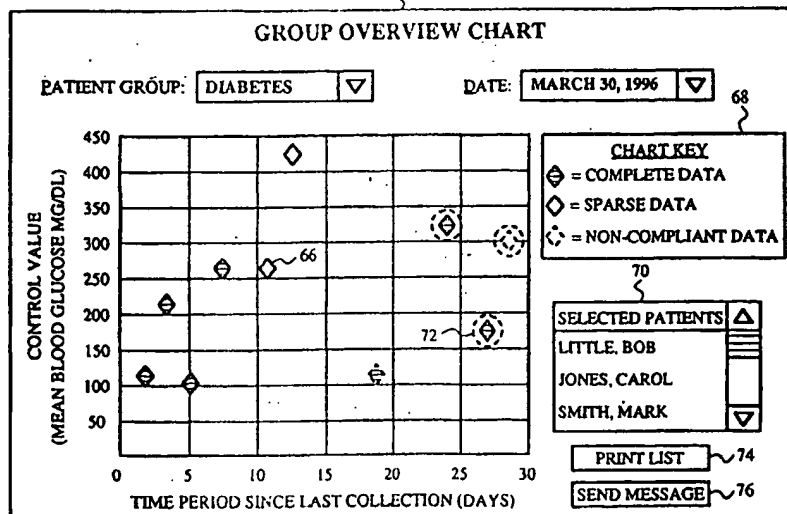 GROUP OVERVIEW CHART
PATIENT GROUP: DIABETES
DATE: MARCH 30, 1996
68
CHART KEY
= COMPLETE DATA
= SPARSE DATA
= NON-COMPLIANT DATA
CONTROL VALUE
(MEAN BLOOD GLUCOSE MG/DL)
450
400
350
300
250
200
150
100
50
0 5 10 15 20 25 30
66
72
TIME PERIOD SINCE LAST COLLECTION (DAYS)
70
SELECTED PATIENTS
LITTLE, BOB
JONES, CAROL
SMITH, MARK
PRINT LIST 74
SEND MESSAGE 76